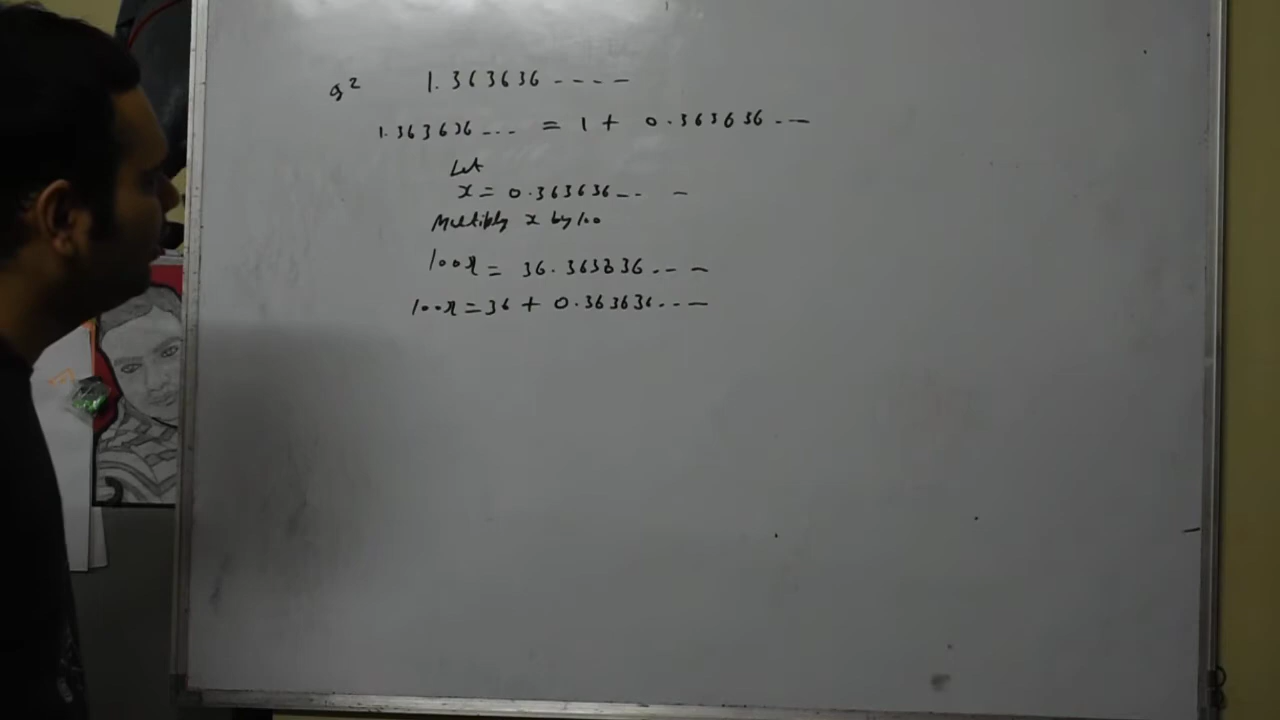 Q2 1.363636 ----
1.363636--- = 1 + 0.363636---
Let
x = 0.363636-- -
Multiply x by 100
100x = 36.363636---
100x = 36 + 0.363636---